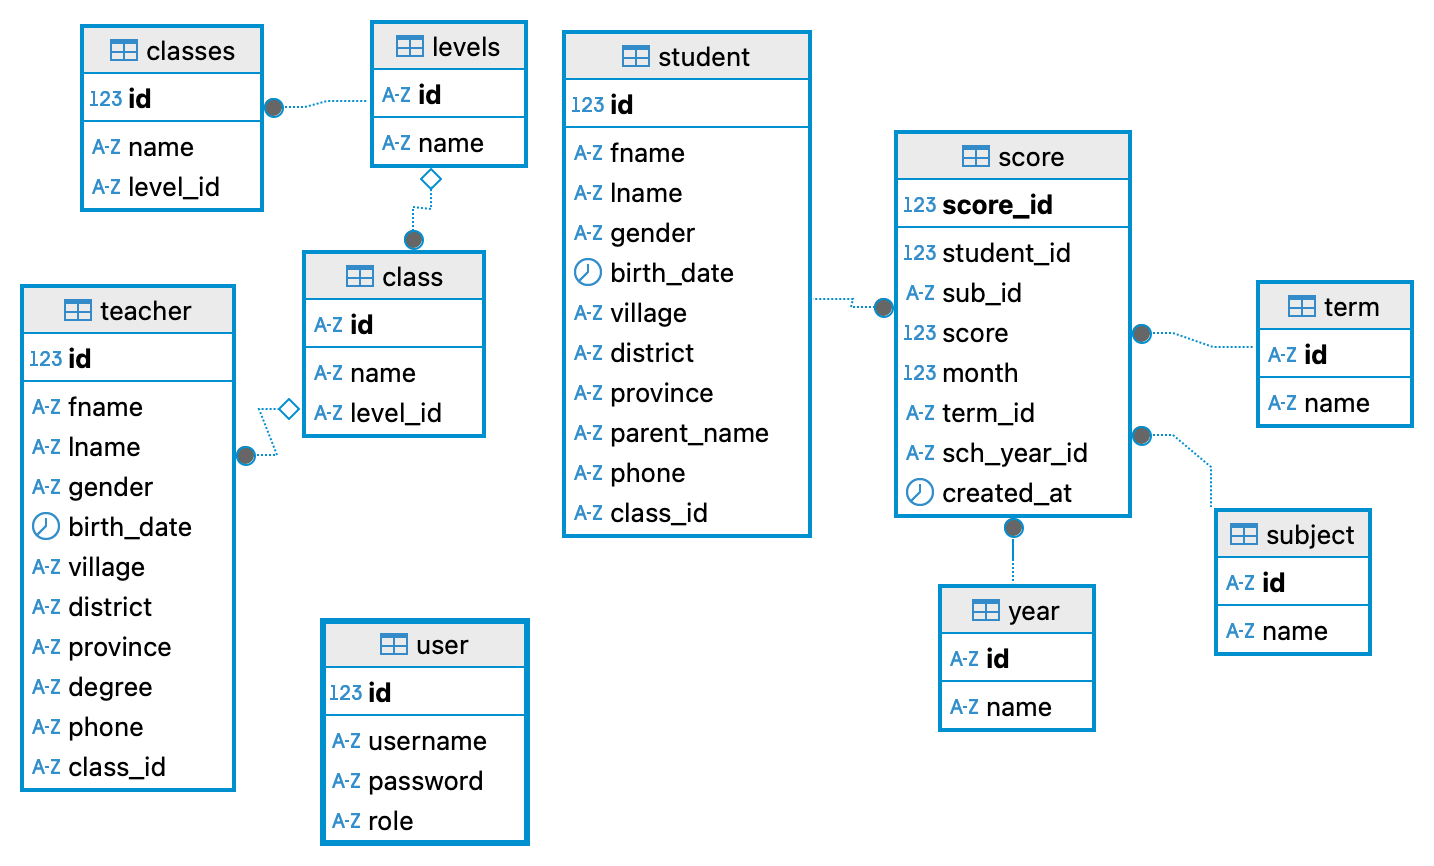 classes
123 id
A-Z name
A-Z level_id
levels
A-Z id
A-Z name
student
123 id
A-Z fname
A-Z lname
A-Z gender
birth_date
A-Z village
A-Z district
A-Z province
A-Z parent_name
A-Z phone
A-Z class_id
score
123 score_id
123 student_id
A-Z sub_id
123 score
123 month
A-Z term_id
A-Z sch_year_id
created_at
term
A-Z id
A-Z name
class
A-Z id
A-Z name
A-Z level_id
teacher
123 id
A-Z fname
A-Z lname
A-Z gender
birth_date
A-Z village
A-Z district
A-Z province
A-Z degree
A-Z phone
A-Z class_id
user
123 id
A-Z username
A-Z password
A-Z role
year
A-Z id
A-Z name
subject
A-Z id
A-Z name